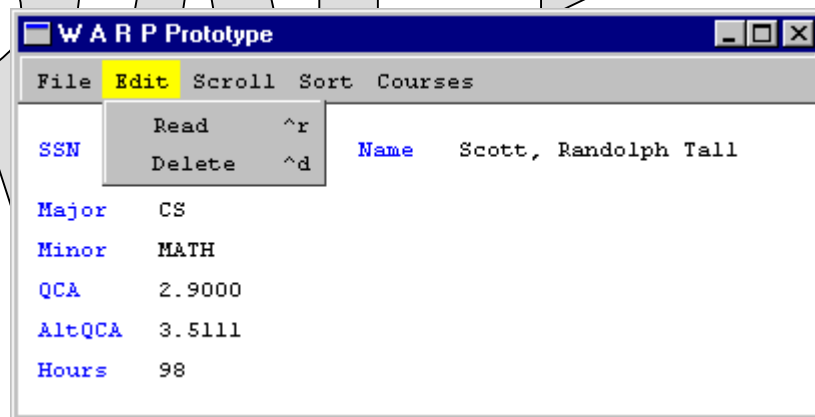 W A R P Prototype
File Edit Scroll Sort Courses
Read ^r
Delete ^d
SSN Name Scott, Randolph Tall
Major CS
Minor MATH
QCA 2.9000
AltQCA 3.5111
Hours 98